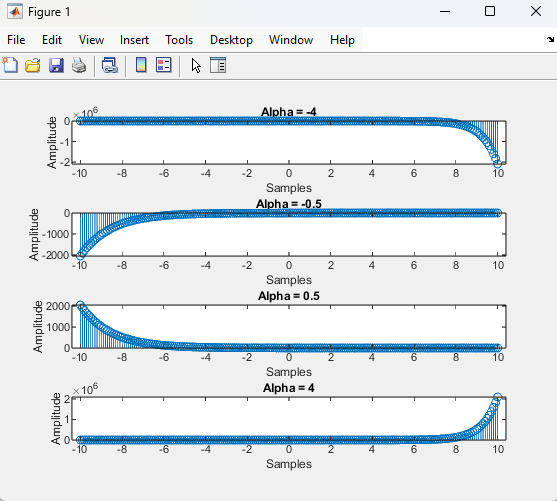 Figure 1
File Edit View Insert Tools Desktop Window Help
Alpha = -4
×10^6
0
-1
-2
Amplitude
-10 -8 -6 -4 -2 0 2 4 6 8 10
Samples
Alpha = -0.5
0
-1000
-2000
Amplitude
-10 -8 -6 -4 -2 0 2 4 6 8 10
Samples
Alpha = 0.5
2000
1000
0
Amplitude
-10 -8 -6 -4 -2 0 2 4 6 8 10
Samples
Alpha = 4
×10^6
2
1
0
Amplitude
-10 -8 -6 -4 -2 0 2 4 6 8 10
Samples